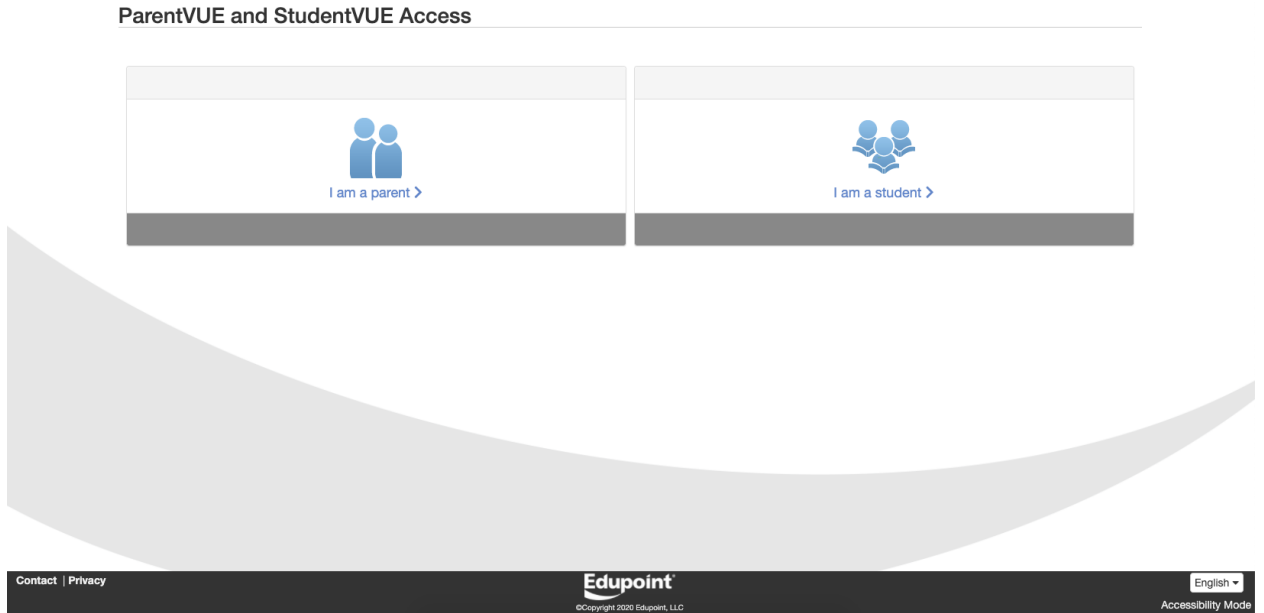 ParentVUE and StudentVUE Access
I am a parent
I am a student
Contact | Privacy
Edupoint
©Copyright 2020 Edupoint, LLC
English
Accessibility Mode